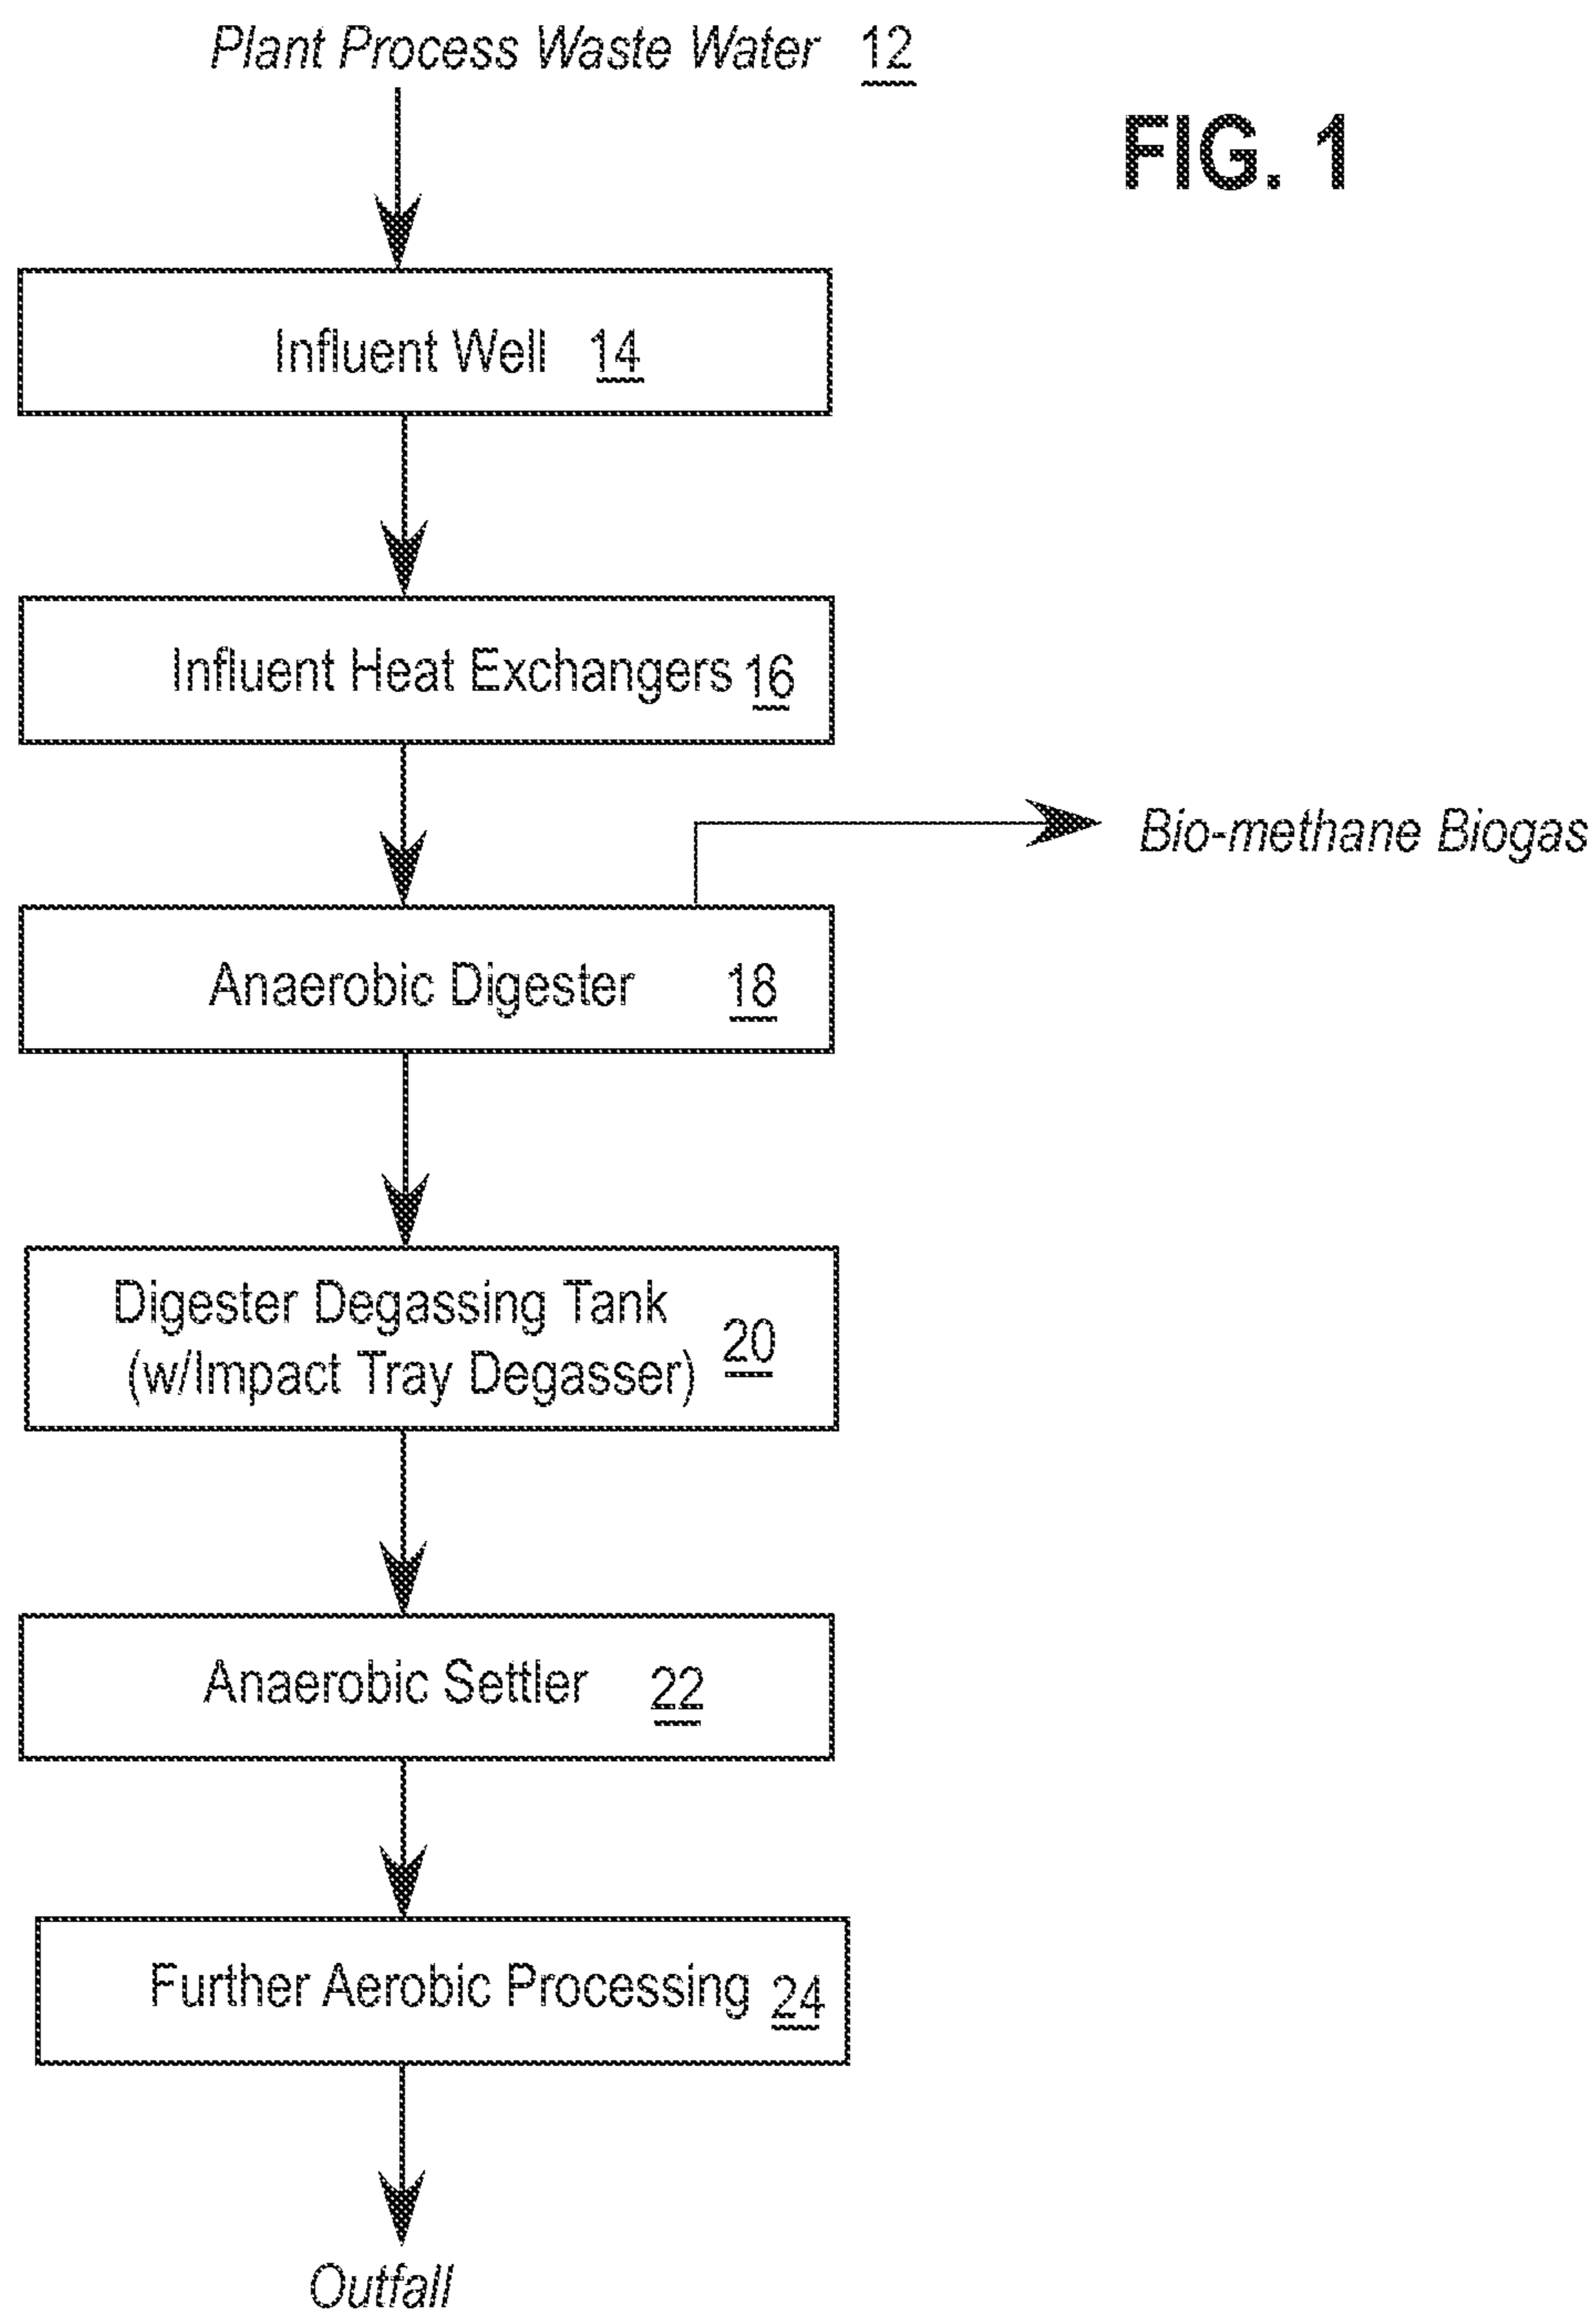 Plant Process Waste Water 12
FIG. 1
Influent Well 14
Influent Heat Exchangers 16
Bio-methane Biogas
Anaerobic Digester 18
Digester Degassing Tank
(w/Impact Tray Degasser) 20
Anaerobic Settler 22
Further Aerobic Processing 24
Outfall